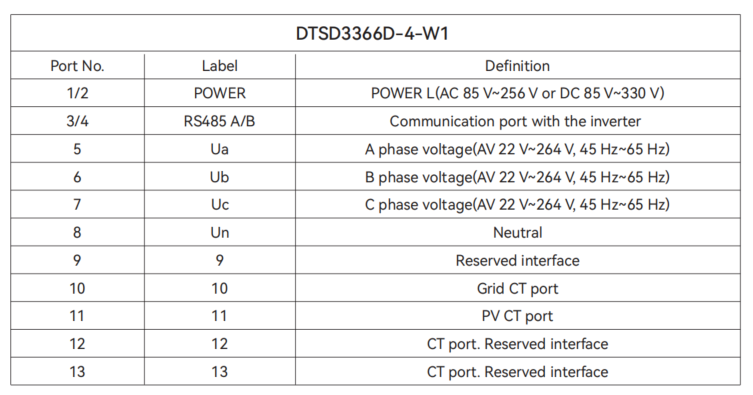 DTSD3366D-4-W1
Port No. Label Definition
1/2 POWER POWER L(AC 85 V~256 V or DC 85 V~330 V)
3/4 RS485 A/B Communication port with the inverter
5 Ua A phase voltage(AV 22 V~264 V, 45 Hz~65 Hz)
6 Ub B phase voltage(AV 22 V~264 V, 45 Hz~65 Hz)
7 Uc C phase voltage(AV 22 V~264 V, 45 Hz~65 Hz)
8 Un Neutral
9 9 Reserved interface
10 10 Grid CT port
11 11 PV CT port
12 12 CT port. Reserved interface
13 13 CT port. Reserved interface